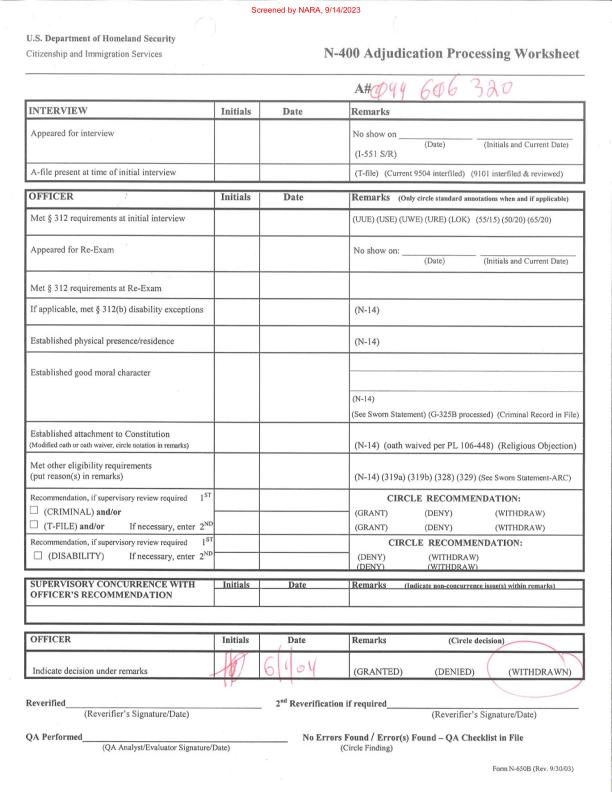 Screened by NARA, 9/14/2023
U.S. Department of Homeland Security
Citizenship and Immigration Services
N-400 Adjudication Processing Worksheet
A# 044 606 320
INTERVIEW Initials Date Remarks
Appeared for interview No show on
(Date) (Initials and Current Date)
(I-551 S/R)
A-file present at time of initial interview (T-file) (Current 9504 interfiled) (9101 interfiled & reviewed)
OFFICER Initials Date Remarks (Only circle standard annotations when and if applicable)
Met § 312 requirements at initial interview (UUE) (USE) (UWE) (URE) (LOK) (55/15) (50/20) (65/20)
Appeared for Re-Exam No show on:
(Date) (Initials and Current Date)
Met § 312 requirements at Re-Exam
If applicable, met § 312(b) disability exceptions (N-14)
Established physical presence/residence (N-14)
Established good moral character
(N-14)
(See Sworn Statement) (G-325B processed) (Criminal Record in File)
Established attachment to Constitution
(Modified oath or oath waiver, circle notation in remarks) (N-14) (oath waived per PL 106-448) (Religious Objection)
Met other eligibility requirements
(put reason(s) in remarks) (N-14) (319a) (319b) (328) (329) (See Sworn Statement-ARC)
Recommendation, if supervisory review required 1ST CIRCLE RECOMMENDATION:
(CRIMINAL) and/or (GRANT) (DENY) (WITHDRAW)
(T-FILE) and/or If necessary, enter 2ND (GRANT) (DENY) (WITHDRAW)
Recommendation, if supervisory review required 1ST CIRCLE RECOMMENDATION:
(DISABILITY) If necessary, enter 2ND (DENY) (WITHDRAW)
(DENY) (WITHDRAW)
SUPERVISORY CONCURRENCE WITH Initials Date Remarks (Indicate non-concurrence issue(s) within remarks)
OFFICER'S RECOMMENDATION
OFFICER Initials Date Remarks (Circle decision)
Indicate decision under remarks 6/1/04 (GRANTED) (DENIED) (WITHDRAWN)
Reverified 2nd Reverification if required
(Reverifier's Signature/Date) (Reverifier's Signature/Date)
QA Performed No Errors Found / Error(s) Found – QA Checklist in File
(QA Analyst/Evaluator Signature/Date) (Circle Finding)
Form N-650B (Rev. 9/30/03)